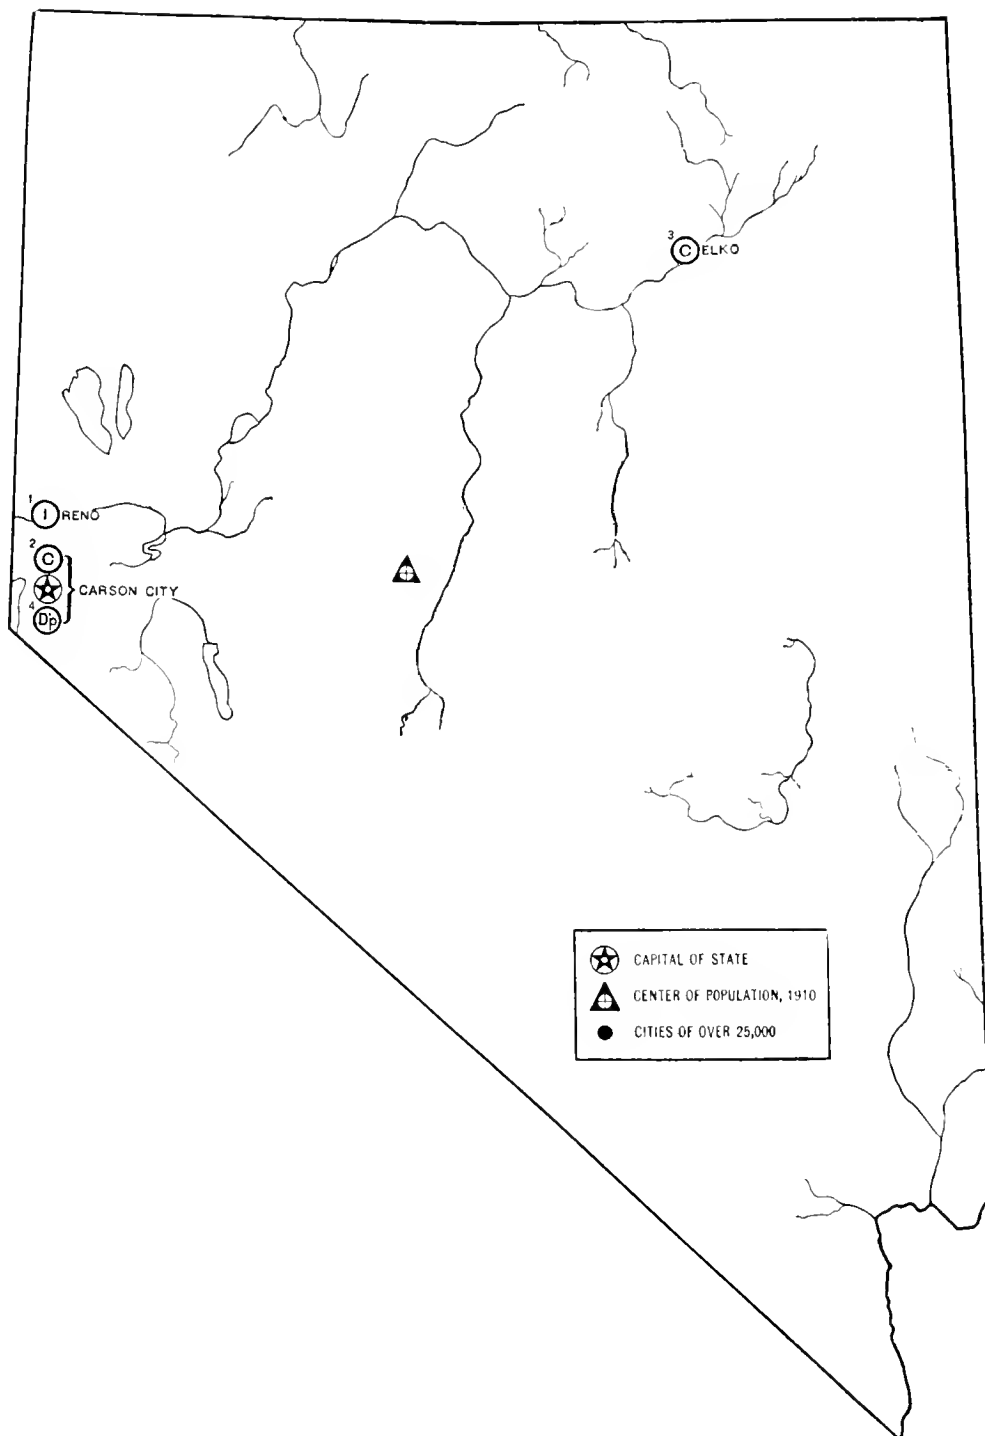 3
C ELKO
1
I RENO
2
C
CARSON CITY
4
D'p
CAPITAL OF STATE
CENTER OF POPULATION, 1910
CITIES OF OVER 25,000